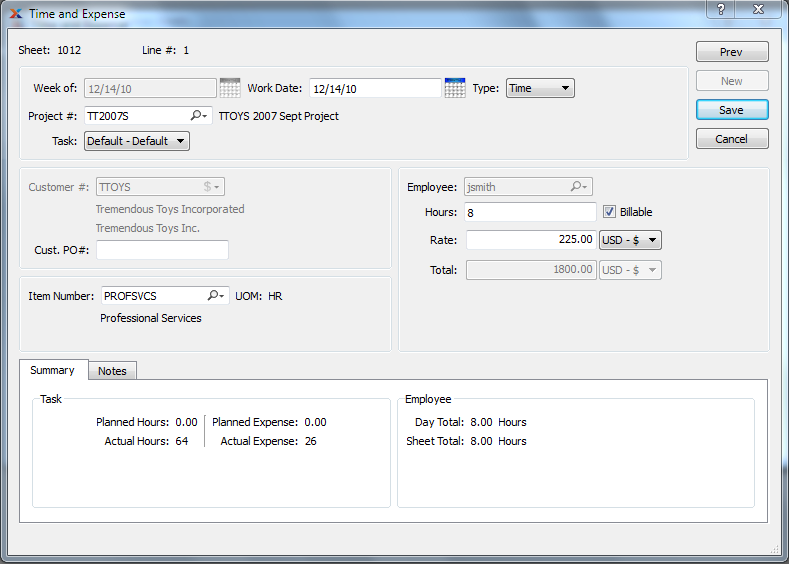 Time and Expense
Sheet: 1012 Line #: 1
Prev
Week of: 12/14/10 Work Date: 12/14/10 Type: Time
New
Project #: TT2007S TTOYS 2007 Sept Project
Save
Task: Default - Default
Cancel
Customer #: TTOYS $
Tremendous Toys Incorporated
Tremendous Toys Inc.
Cust. PO#:
Employee: jsmith
Hours: 8 Billable
Rate: 225.00 USD - $
Total: 1800.00 USD - $
Item Number: PROFSVCS UOM: HR
Professional Services
Summary Notes
Task
Planned Hours: 0.00 Planned Expense: 0.00
Actual Hours: 64 Actual Expense: 26
Employee
Day Total: 8.00 Hours
Sheet Total: 8.00 Hours